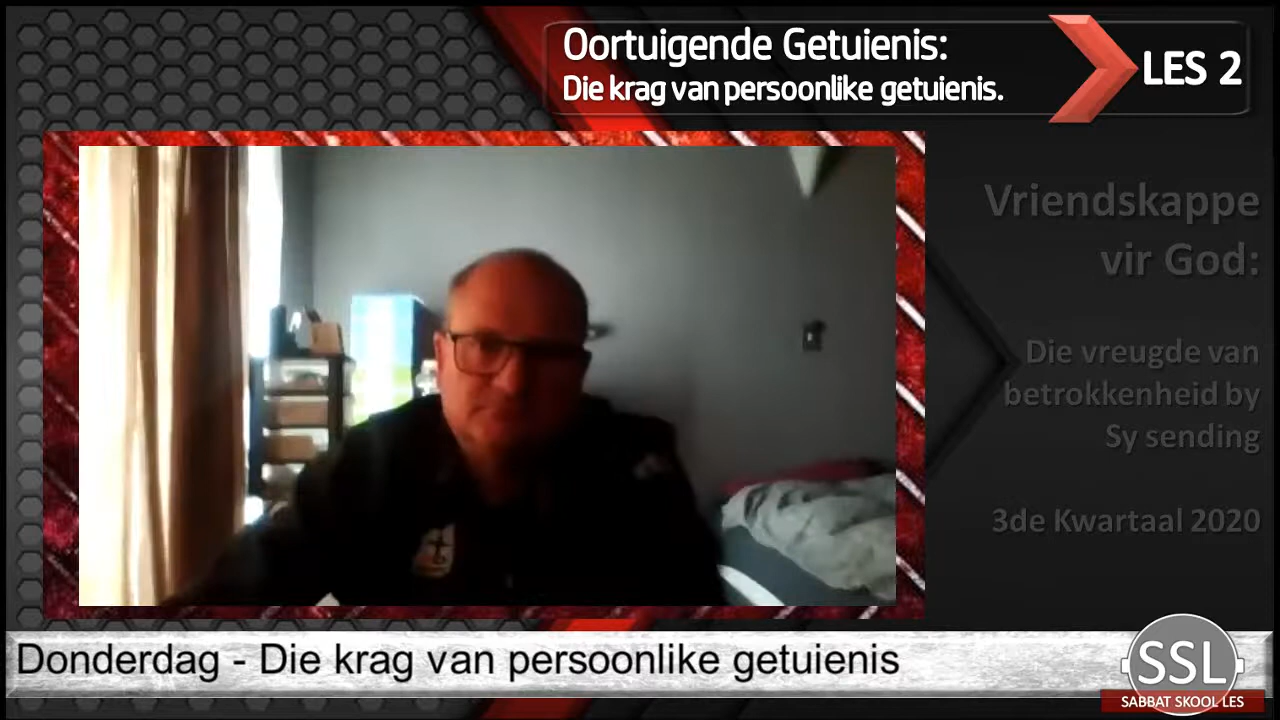 Oortuigende Getuienis:
Die krag van persoonlike getuienis.
LES 2
Vriendskappe
vir God:
Die vreugde van
betrokkenheid by
Sy sending
3de Kwartaal 2020
Donderdag - Die krag van persoonlike getuienis
SSL
SABBAT SKOOL LES